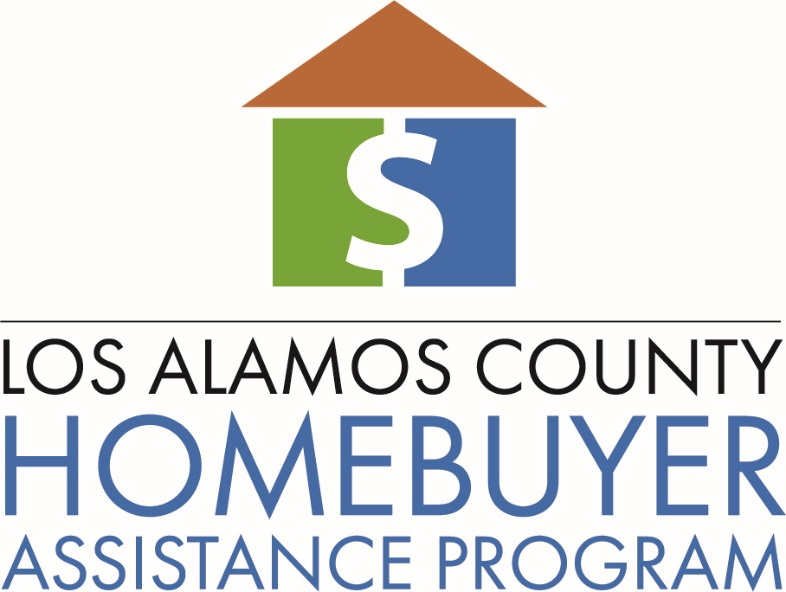 $
LOS ALAMOS COUNTY
HOMEBUYER
ASSISTANCE PROGRAM